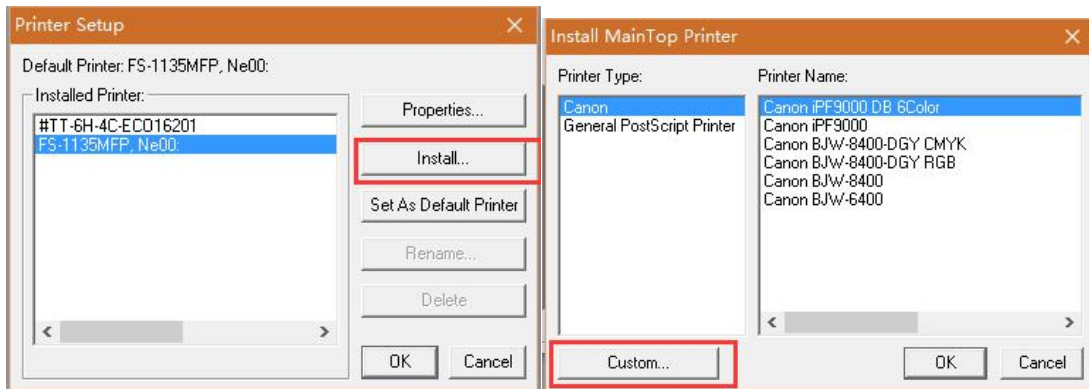 Printer Setup
Default Printer: FS-1135MFP, Ne00:
Installed Printer:
#TT-6H-4C-ECO16201
FS-1135MFP, Ne00:
Properties...
Install...
Set As Default Printer
Rename...
Delete
OK
Cancel
Install MainTop Printer
Printer Type:
Canon
General PostScript Printer
Printer Name:
Canon iPF9000 DB 6Color
Canon iPF9000
Canon BJW-8400-DGY CMYK
Canon BJW-8400-DGY RGB
Canon BJW-8400
Canon BJW-6400
Custom...
OK
Cancel